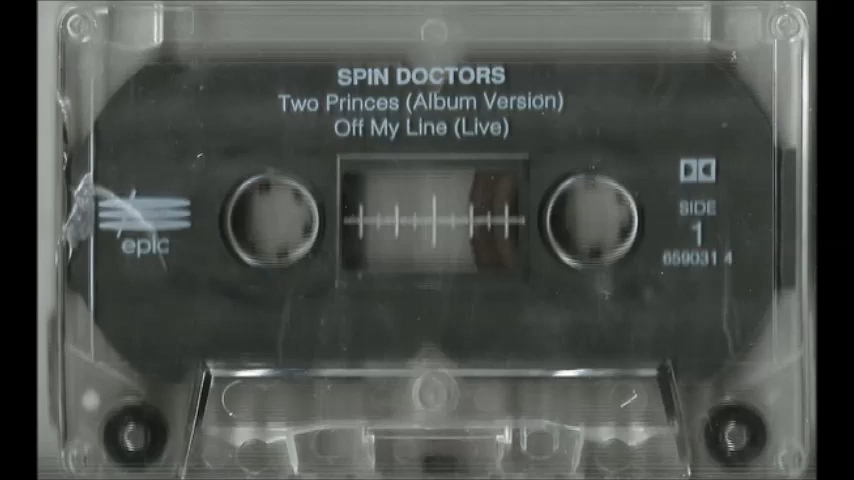 SPIN DOCTORS
Two Princes (Album Version)
Off My Line (Live)
epic
SIDE
1
659031 4